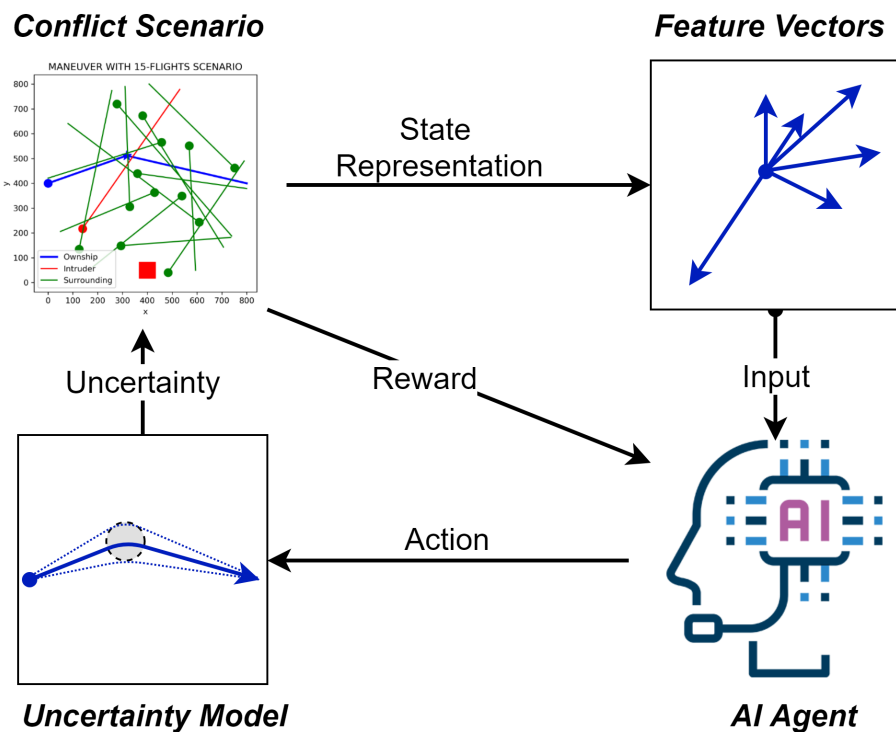 Conflict Scenario
Feature Vectors
MANEUVER WITH 15-FLIGHTS SCENARIO
800
700
600
500
400
300
200
100
0
y
0 100 200 300 400 500 600 700 800
x
Ownship
Intruder
Surrounding
State
Representation
Uncertainty
Reward
Input
AI
Action
Uncertainty Model
AI Agent